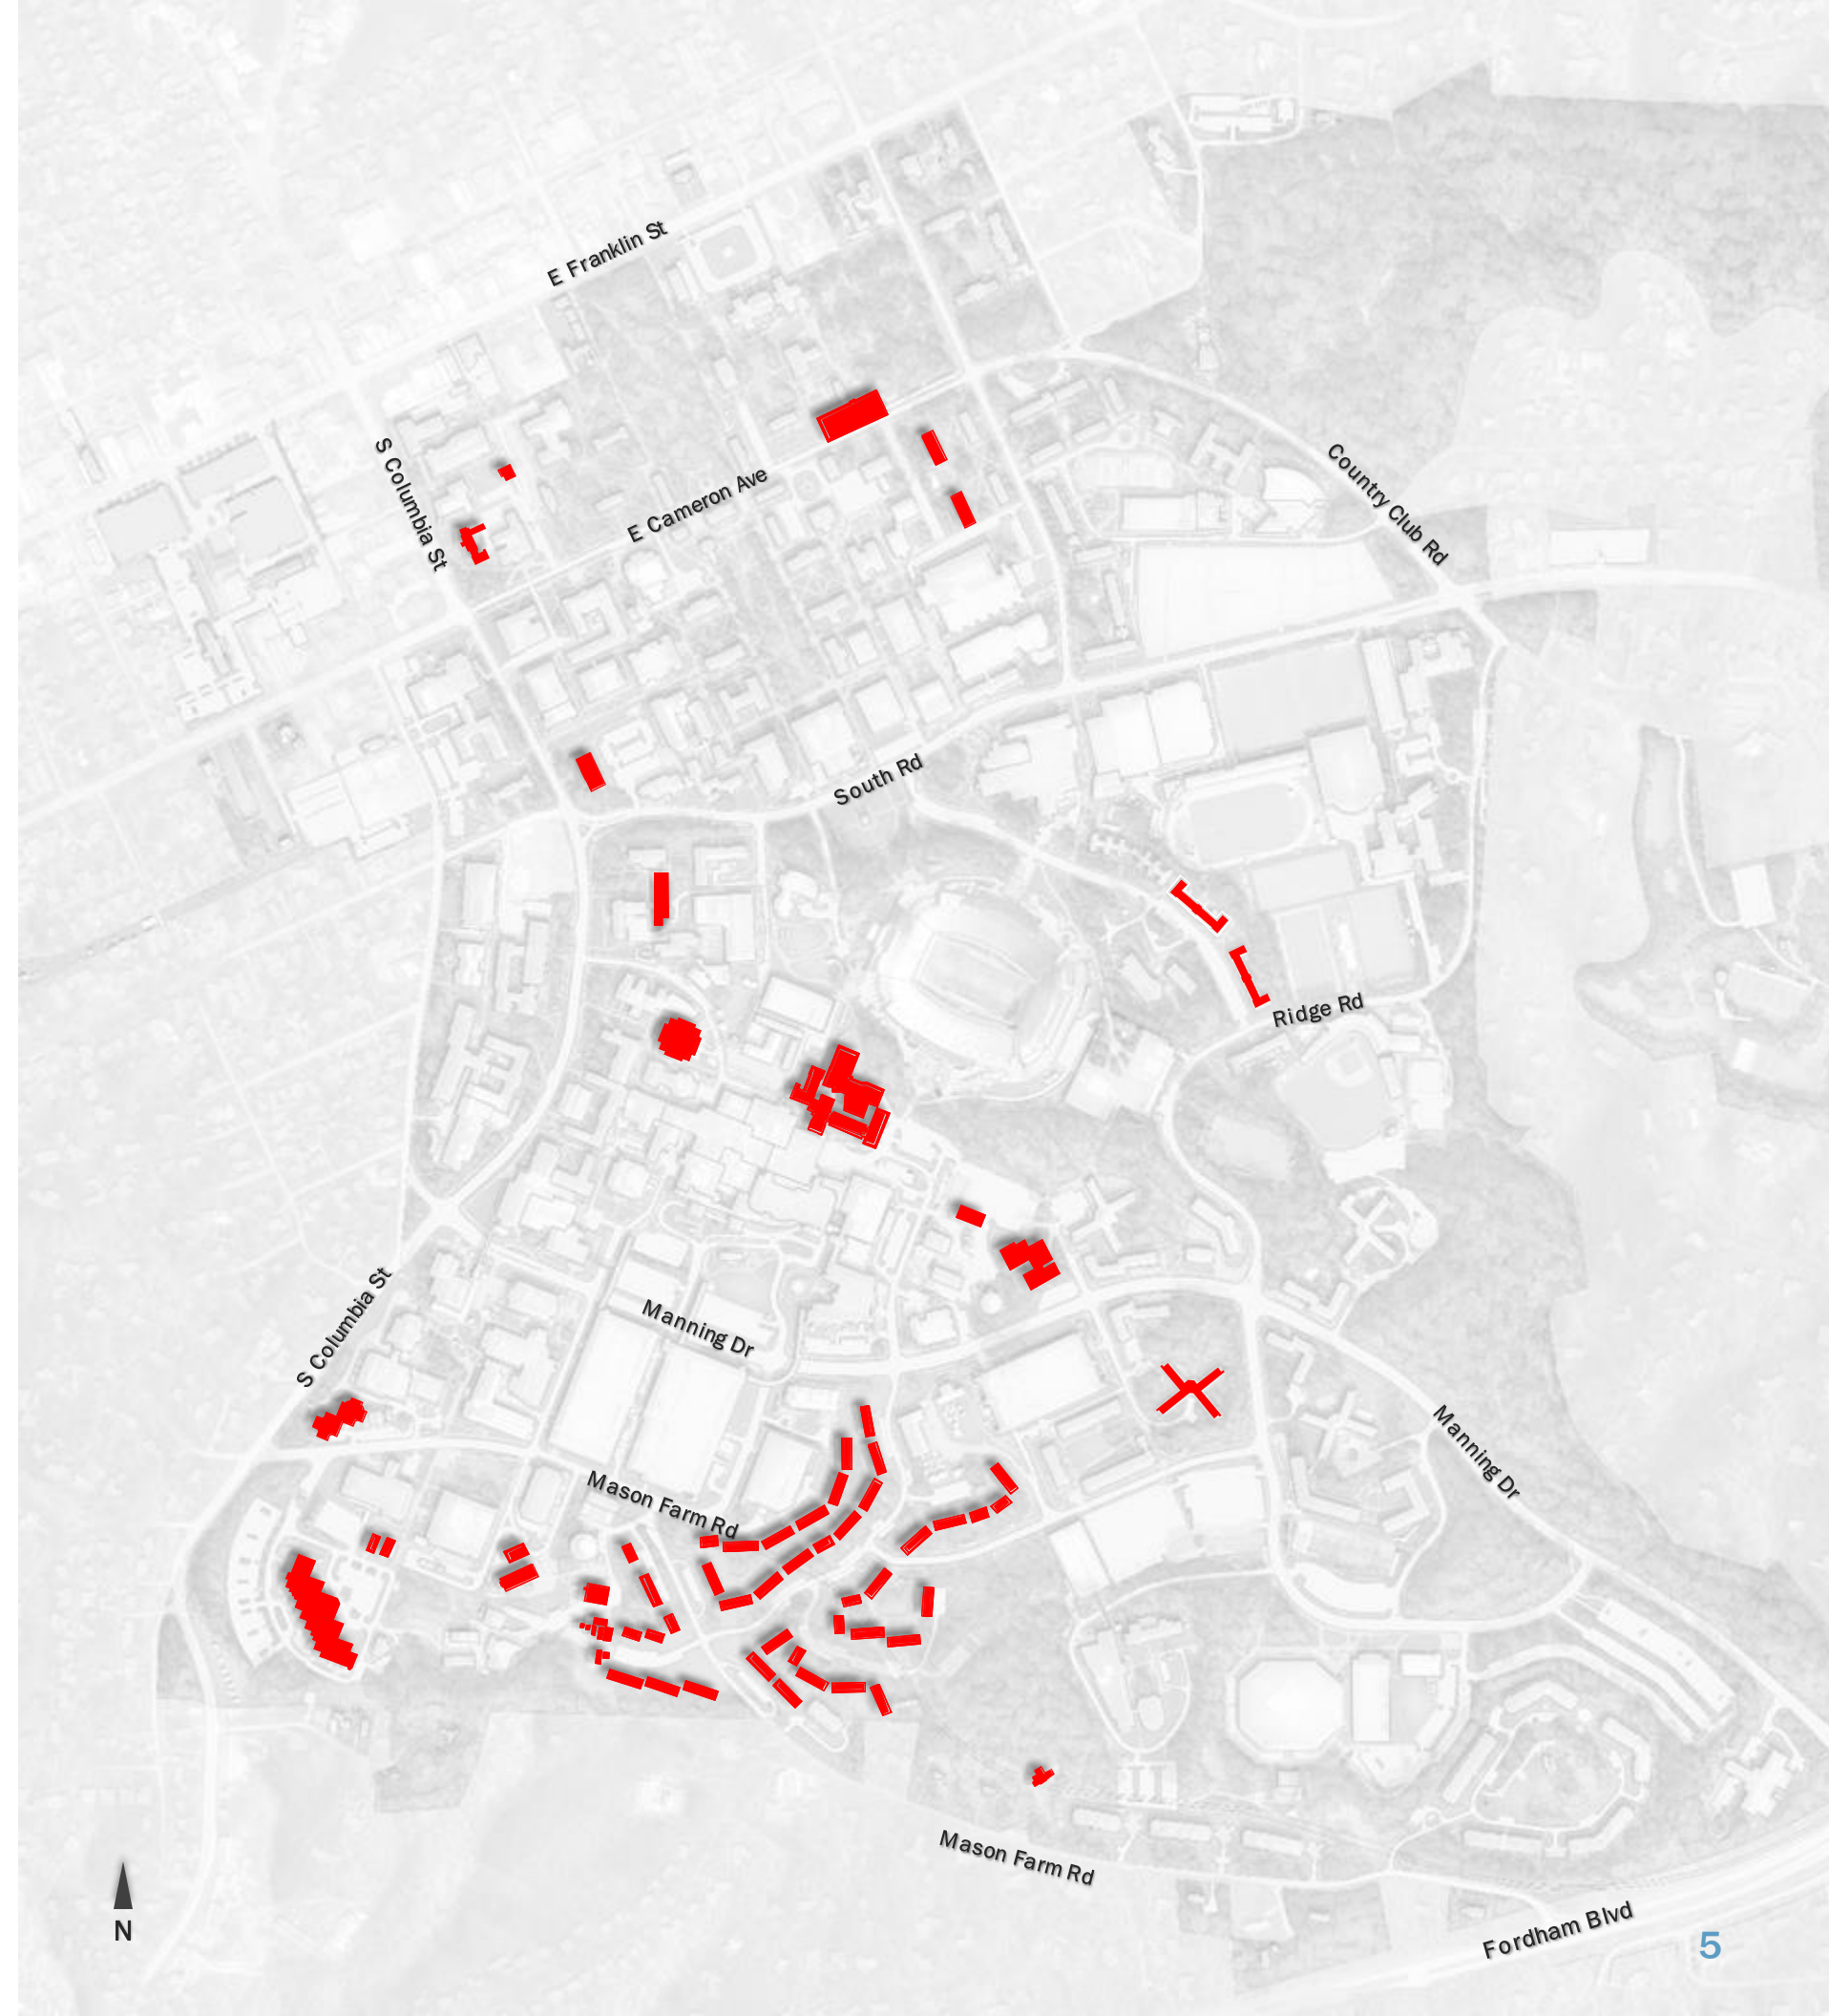 E Franklin St
S Columbia St
E Cameron Ave
Country Club Rd
South Rd
Ridge Rd
S Columbia St
Manning Dr
Manning Dr
Mason Farm Rd
Mason Farm Rd
Fordham Blvd
N
5